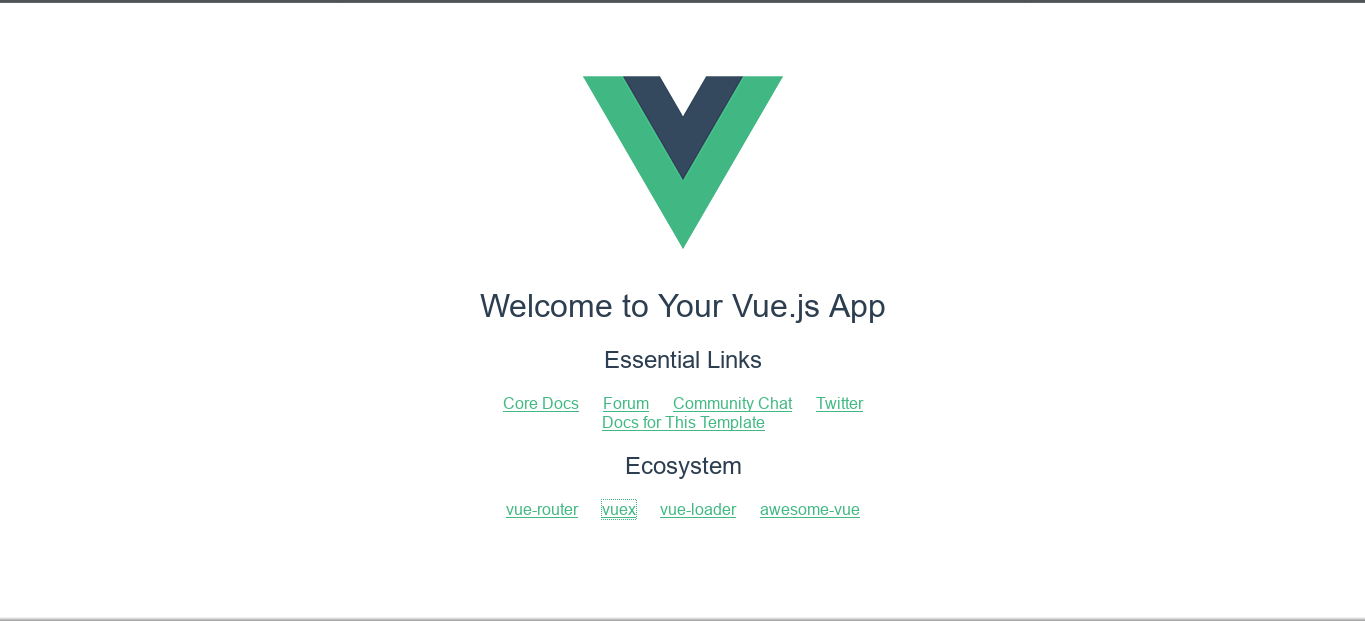 Welcome to Your Vue.js App
Essential Links
Core Docs Forum Community Chat Twitter
Docs for This Template
Ecosystem
vue-router vuex vue-loader awesome-vue